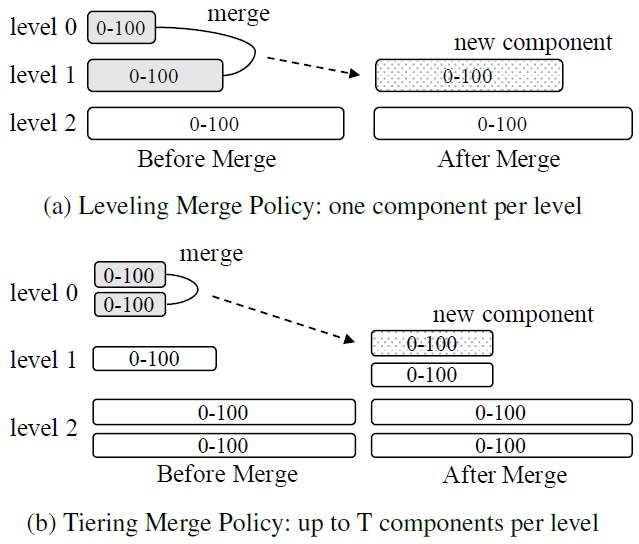 merge
level 0 0-100
new component
level 1 0-100 0-100
level 2 0-100 0-100
Before Merge After Merge
(a) Leveling Merge Policy: one component per level
merge
0-100
level 0
0-100
new component
0-100
level 1 0-100
0-100
0-100 0-100
level 2
0-100 0-100
Before Merge After Merge
(b) Tiering Merge Policy: up to T components per level